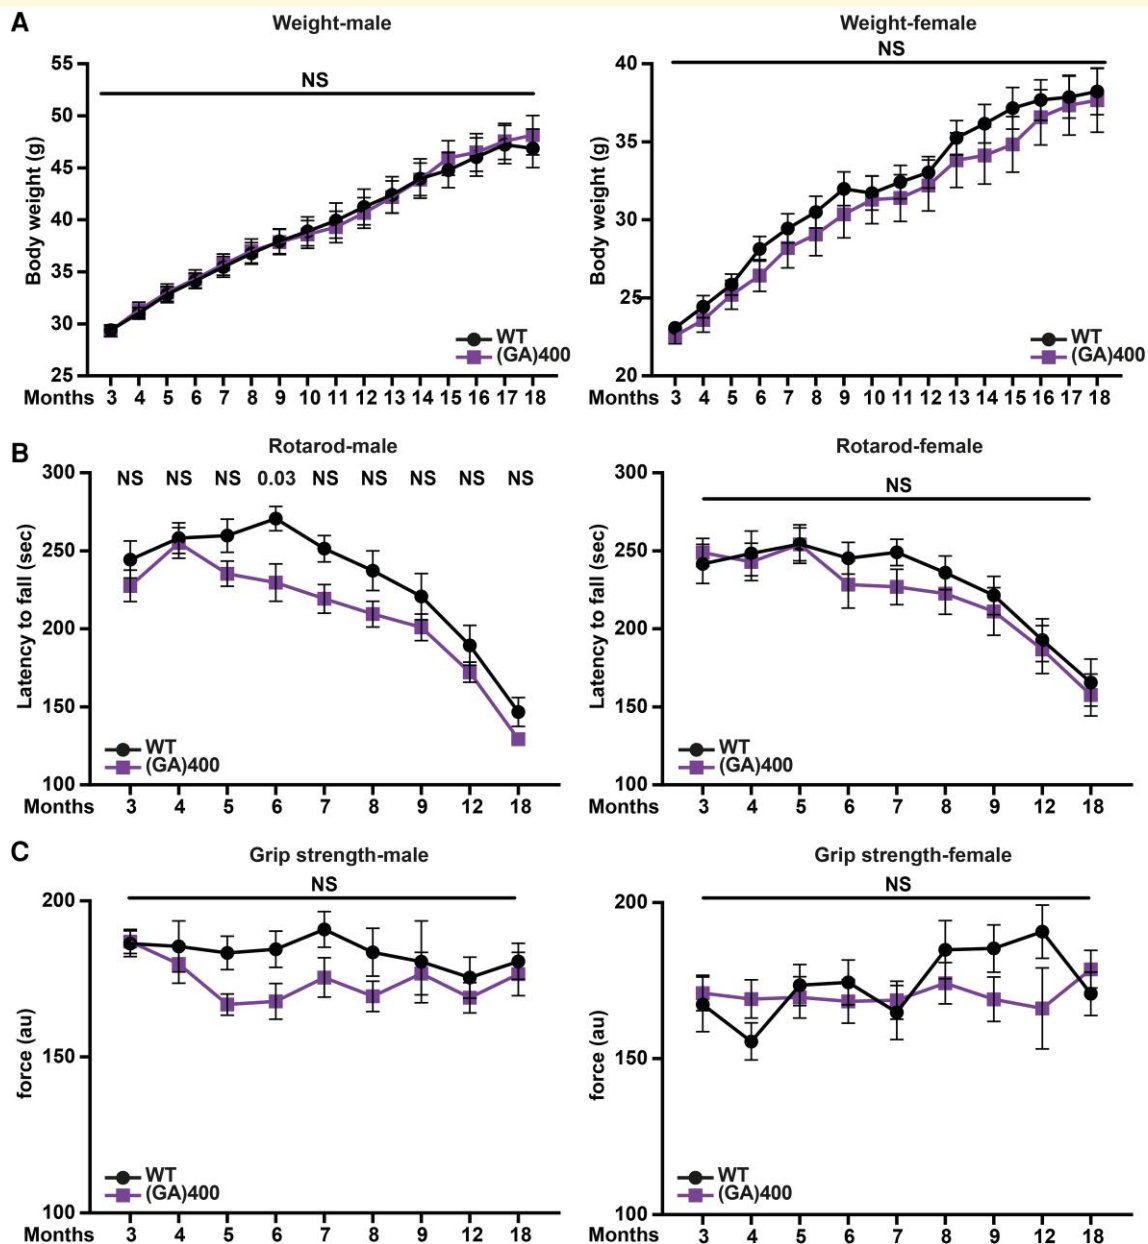 A
Weight-male
Body weight (g)
55
50
45
40
35
30
25
NS
WT
(GA)400
Months 3 4 5 6 7 8 9 10 11 12 13 14 15 16 17 18
Weight-female
Body weight (g)
40
35
30
25
20
NS
WT
(GA)400
3 4 5 6 7 8 9 10 11 12 13 14 15 16 17 18
Months
B
Rotarod-male
Latency to fall (sec)
300
250
200
150
100
NS NS NS 0.03 NS NS NS NS NS
WT
(GA)400
Months 3 4 5 6 7 8 9 12 18
Rotarod-female
Latency to fall (sec)
300
250
200
150
100
NS
WT
(GA)400
Months 3 4 5 6 7 8 9 12 18
C
Grip strength-male
force (au)
200
150
100
NS
WT
(GA)400
Months 3 4 5 6 7 8 9 12 18
Grip strength-female
force (au)
200
150
100
NS
WT
(GA)400
Months 3 4 5 6 7 8 9 12 18